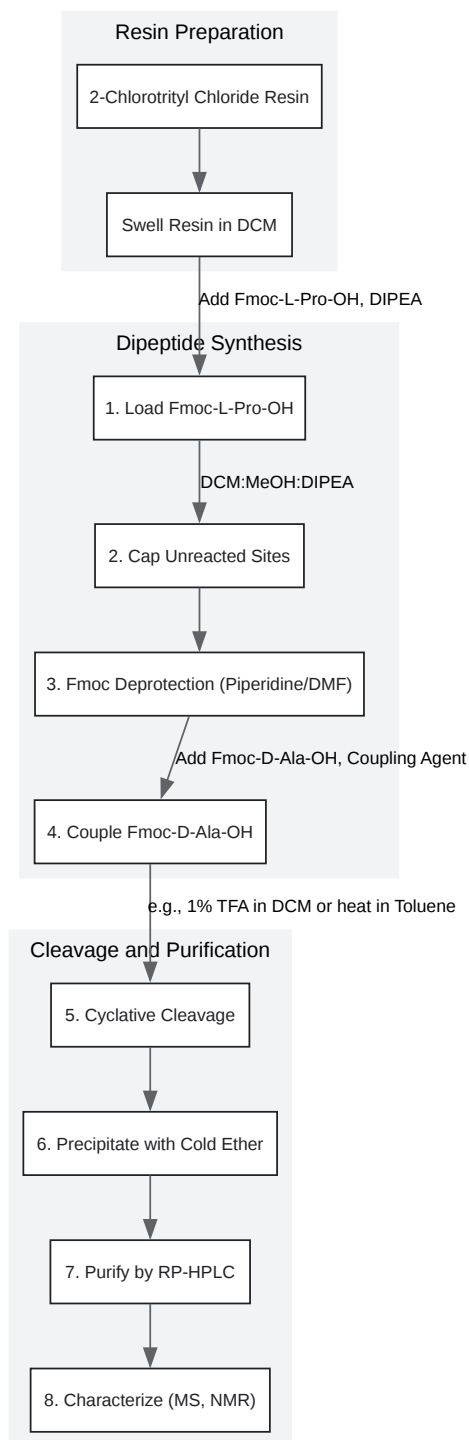 Resin Preparation
2-Chlorotrityl Chloride Resin
Swell Resin in DCM
Add Fmoc-L-Pro-OH, DIPEA
Dipeptide Synthesis
1. Load Fmoc-L-Pro-OH
DCM:MeOH:DIPEA
2. Cap Unreacted Sites
3. Fmoc Deprotection (Piperidine/DMF)
Add Fmoc-D-Ala-OH, Coupling Agent
4. Couple Fmoc-D-Ala-OH
e.g., 1% TFA in DCM or heat in Toluene
Cleavage and Purification
5. Cyclative Cleavage
6. Precipitate with Cold Ether
7. Purify by RP-HPLC
8. Characterize (MS, NMR)